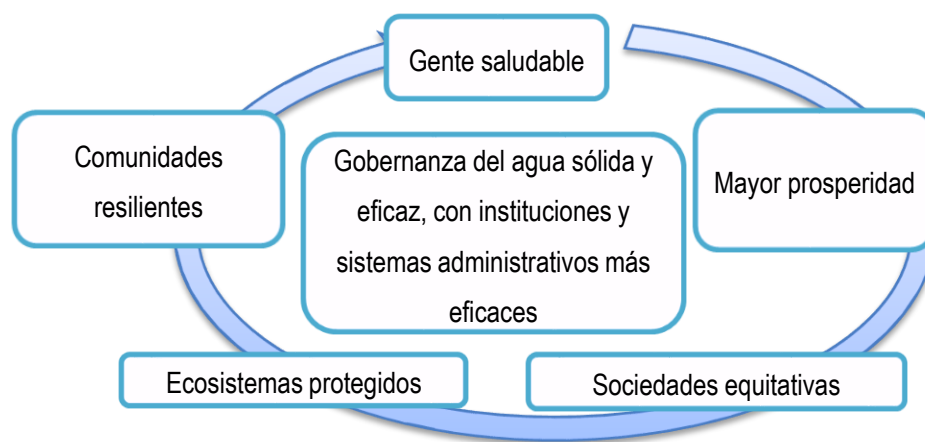 Gente saludable
Comunidades
resilientes
Gobernanza del agua sólida y
eficaz, con instituciones y
sistemas administrativos más
eficaces
Mayor prosperidad
Ecosistemas protegidos
Sociedades equitativas